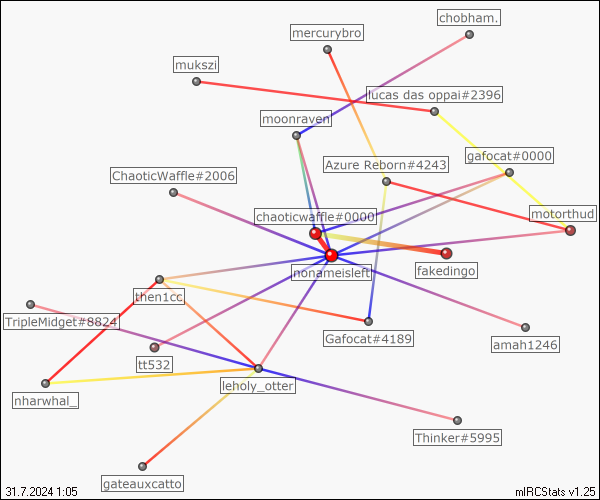 chobham.
mercurybro
mukszi
lucas das oppai#2396
moonraven
gafocat#0000
Azure Reborn#4243
ChaoticWaffle#2006
motorthud
chaoticwaffle#0000
fakedingo
nonameisleft
then1cc
TripleMidget#8824
Gafocat#4189
amah1246
tt532
leholy_otter
nharwhal_
Thinker#5995
gateauxcatto
31.7.2024 1:05
mIRCStats v1.25